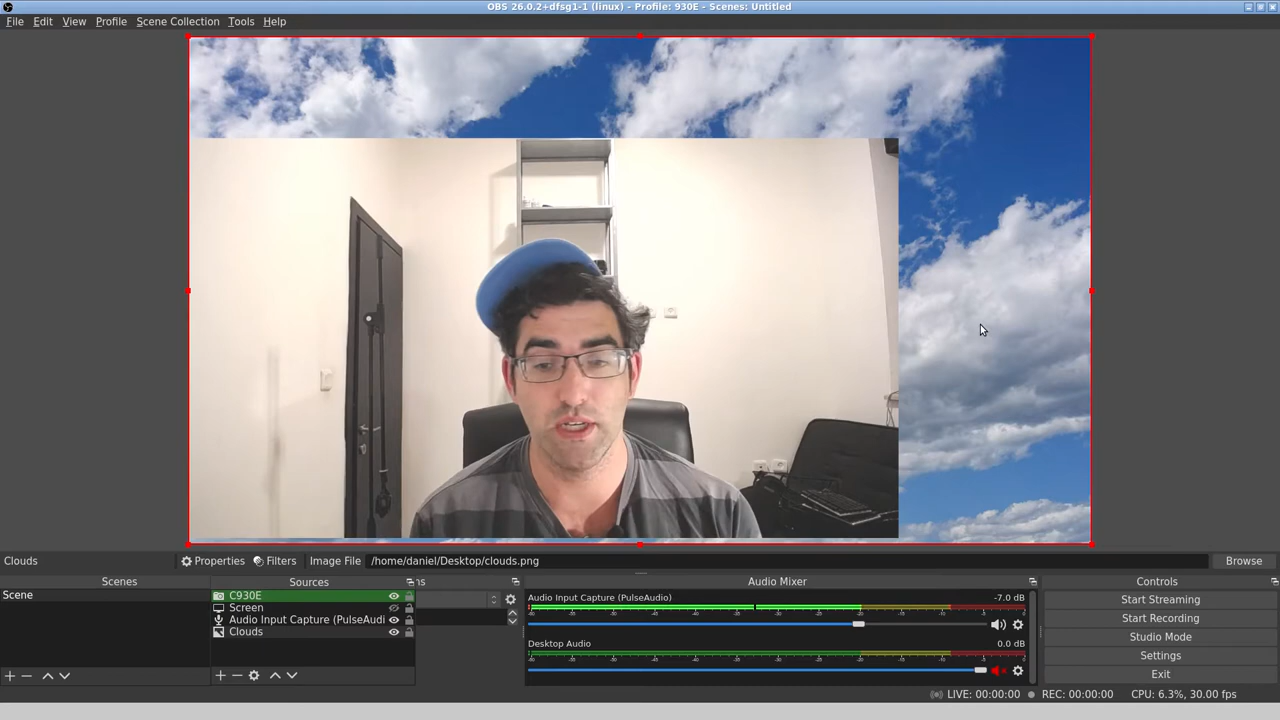 OBS 26.0.2+dfsg1-1 (linux) - Profile: 930E - Scenes: Untitled
File Edit View Profile Scene Collection Tools Help
Clouds Properties Filters Image File /home/daniel/Desktop/clouds.png Browse
Scenes Sources ns Audio Mixer Controls
Scene
C930E
Screen
Audio Input Capture (PulseAudi
Clouds
Audio Input Capture (PulseAudio) -7.0 dB
Desktop Audio 0.0 dB
Start Streaming
Start Recording
Studio Mode
Settings
Exit
LIVE: 00:00:00 REC: 00:00:00 CPU: 6.3%, 30.00 fps